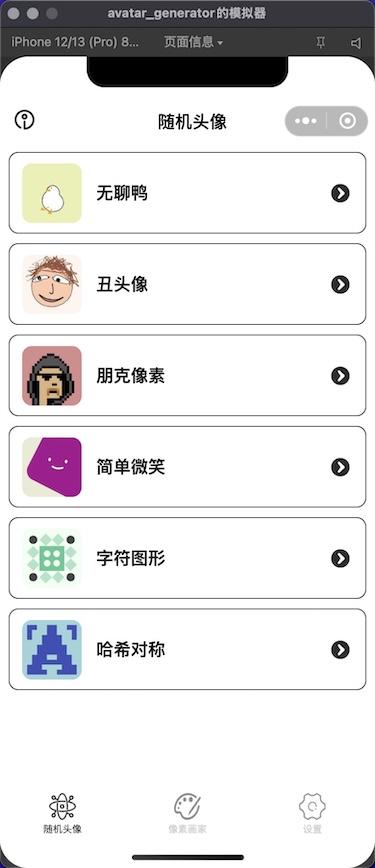 avatar_generator的模拟器
iPhone 12/13 (Pro) 8... 页面信息
随机头像
无聊鸭
丑头像
朋克像素
简单微笑
字符图形
哈希对称
随机头像 像素画家 设置